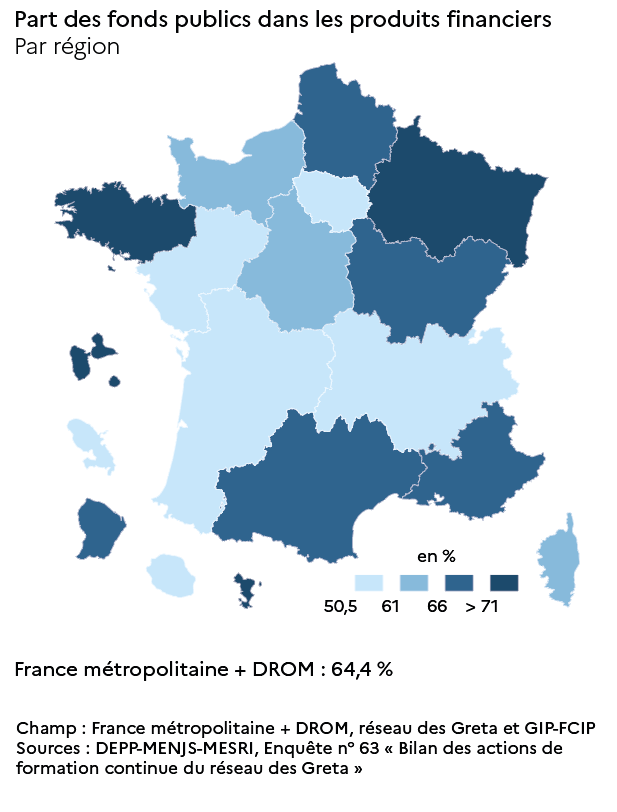 Part des fonds publics dans les produits financiers
Par région
en %
50,5 61 66 > 71
France métropolitaine + DROM : 64,4 %
Champ : France métropolitaine + DROM, réseau des Greta et GIP-FCIP
Sources : DEPP-MENJS-MESRI, Enquête nº 63 « Bilan des actions de
formation continue du réseau des Greta »